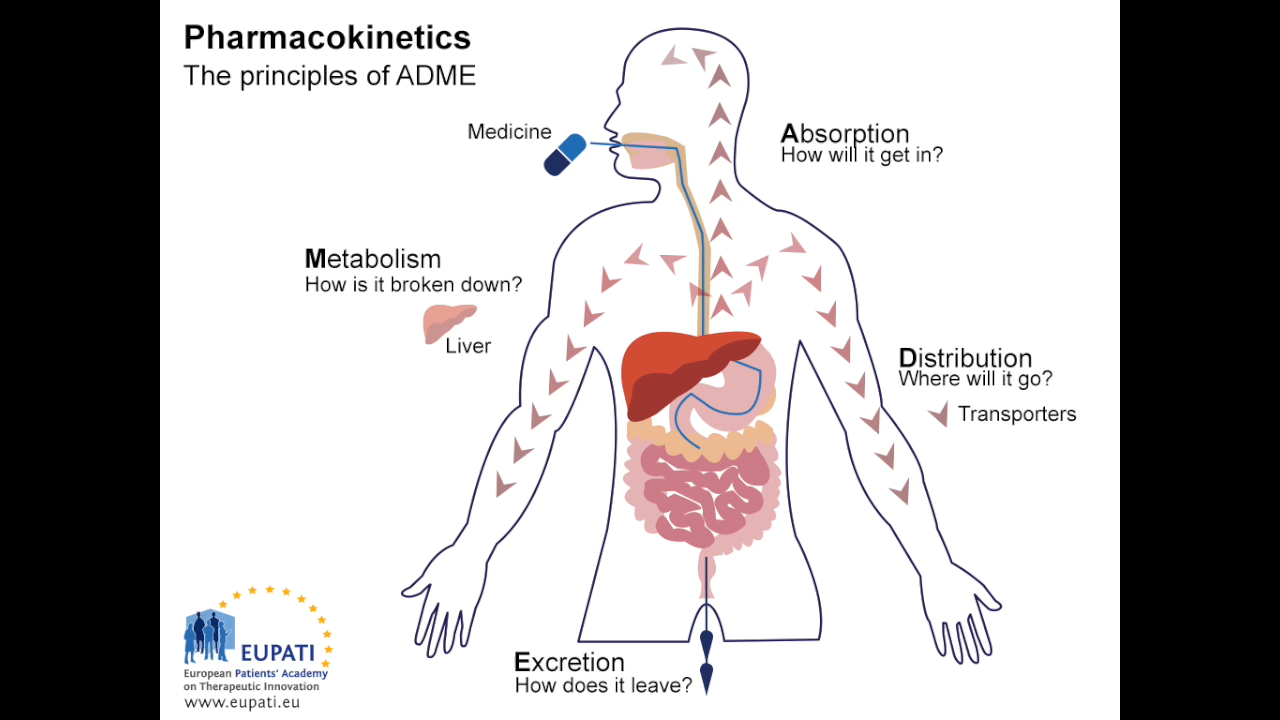 Pharmacokinetics
The principles of ADME
Medicine
Absorption
How will it get in?
Metabolism
How is it broken down?
Liver
Distribution
Where will it go?
Transporters
Excretion
How does it leave?
EUPATI
European Patients' Academy
on Therapeutic Innovation
www.eupati.eu